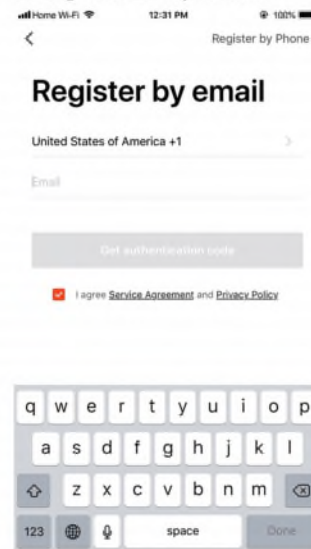 Home Wi-Fi 12:31 PM 100%
Register by Phone
Register by email
United States of America +1
Email
Get authentication code
I agree Service Agreement and Privacy Policy
q w e r t y u i o p
a s d f g h j k l
z x c v b n m
123 space Done